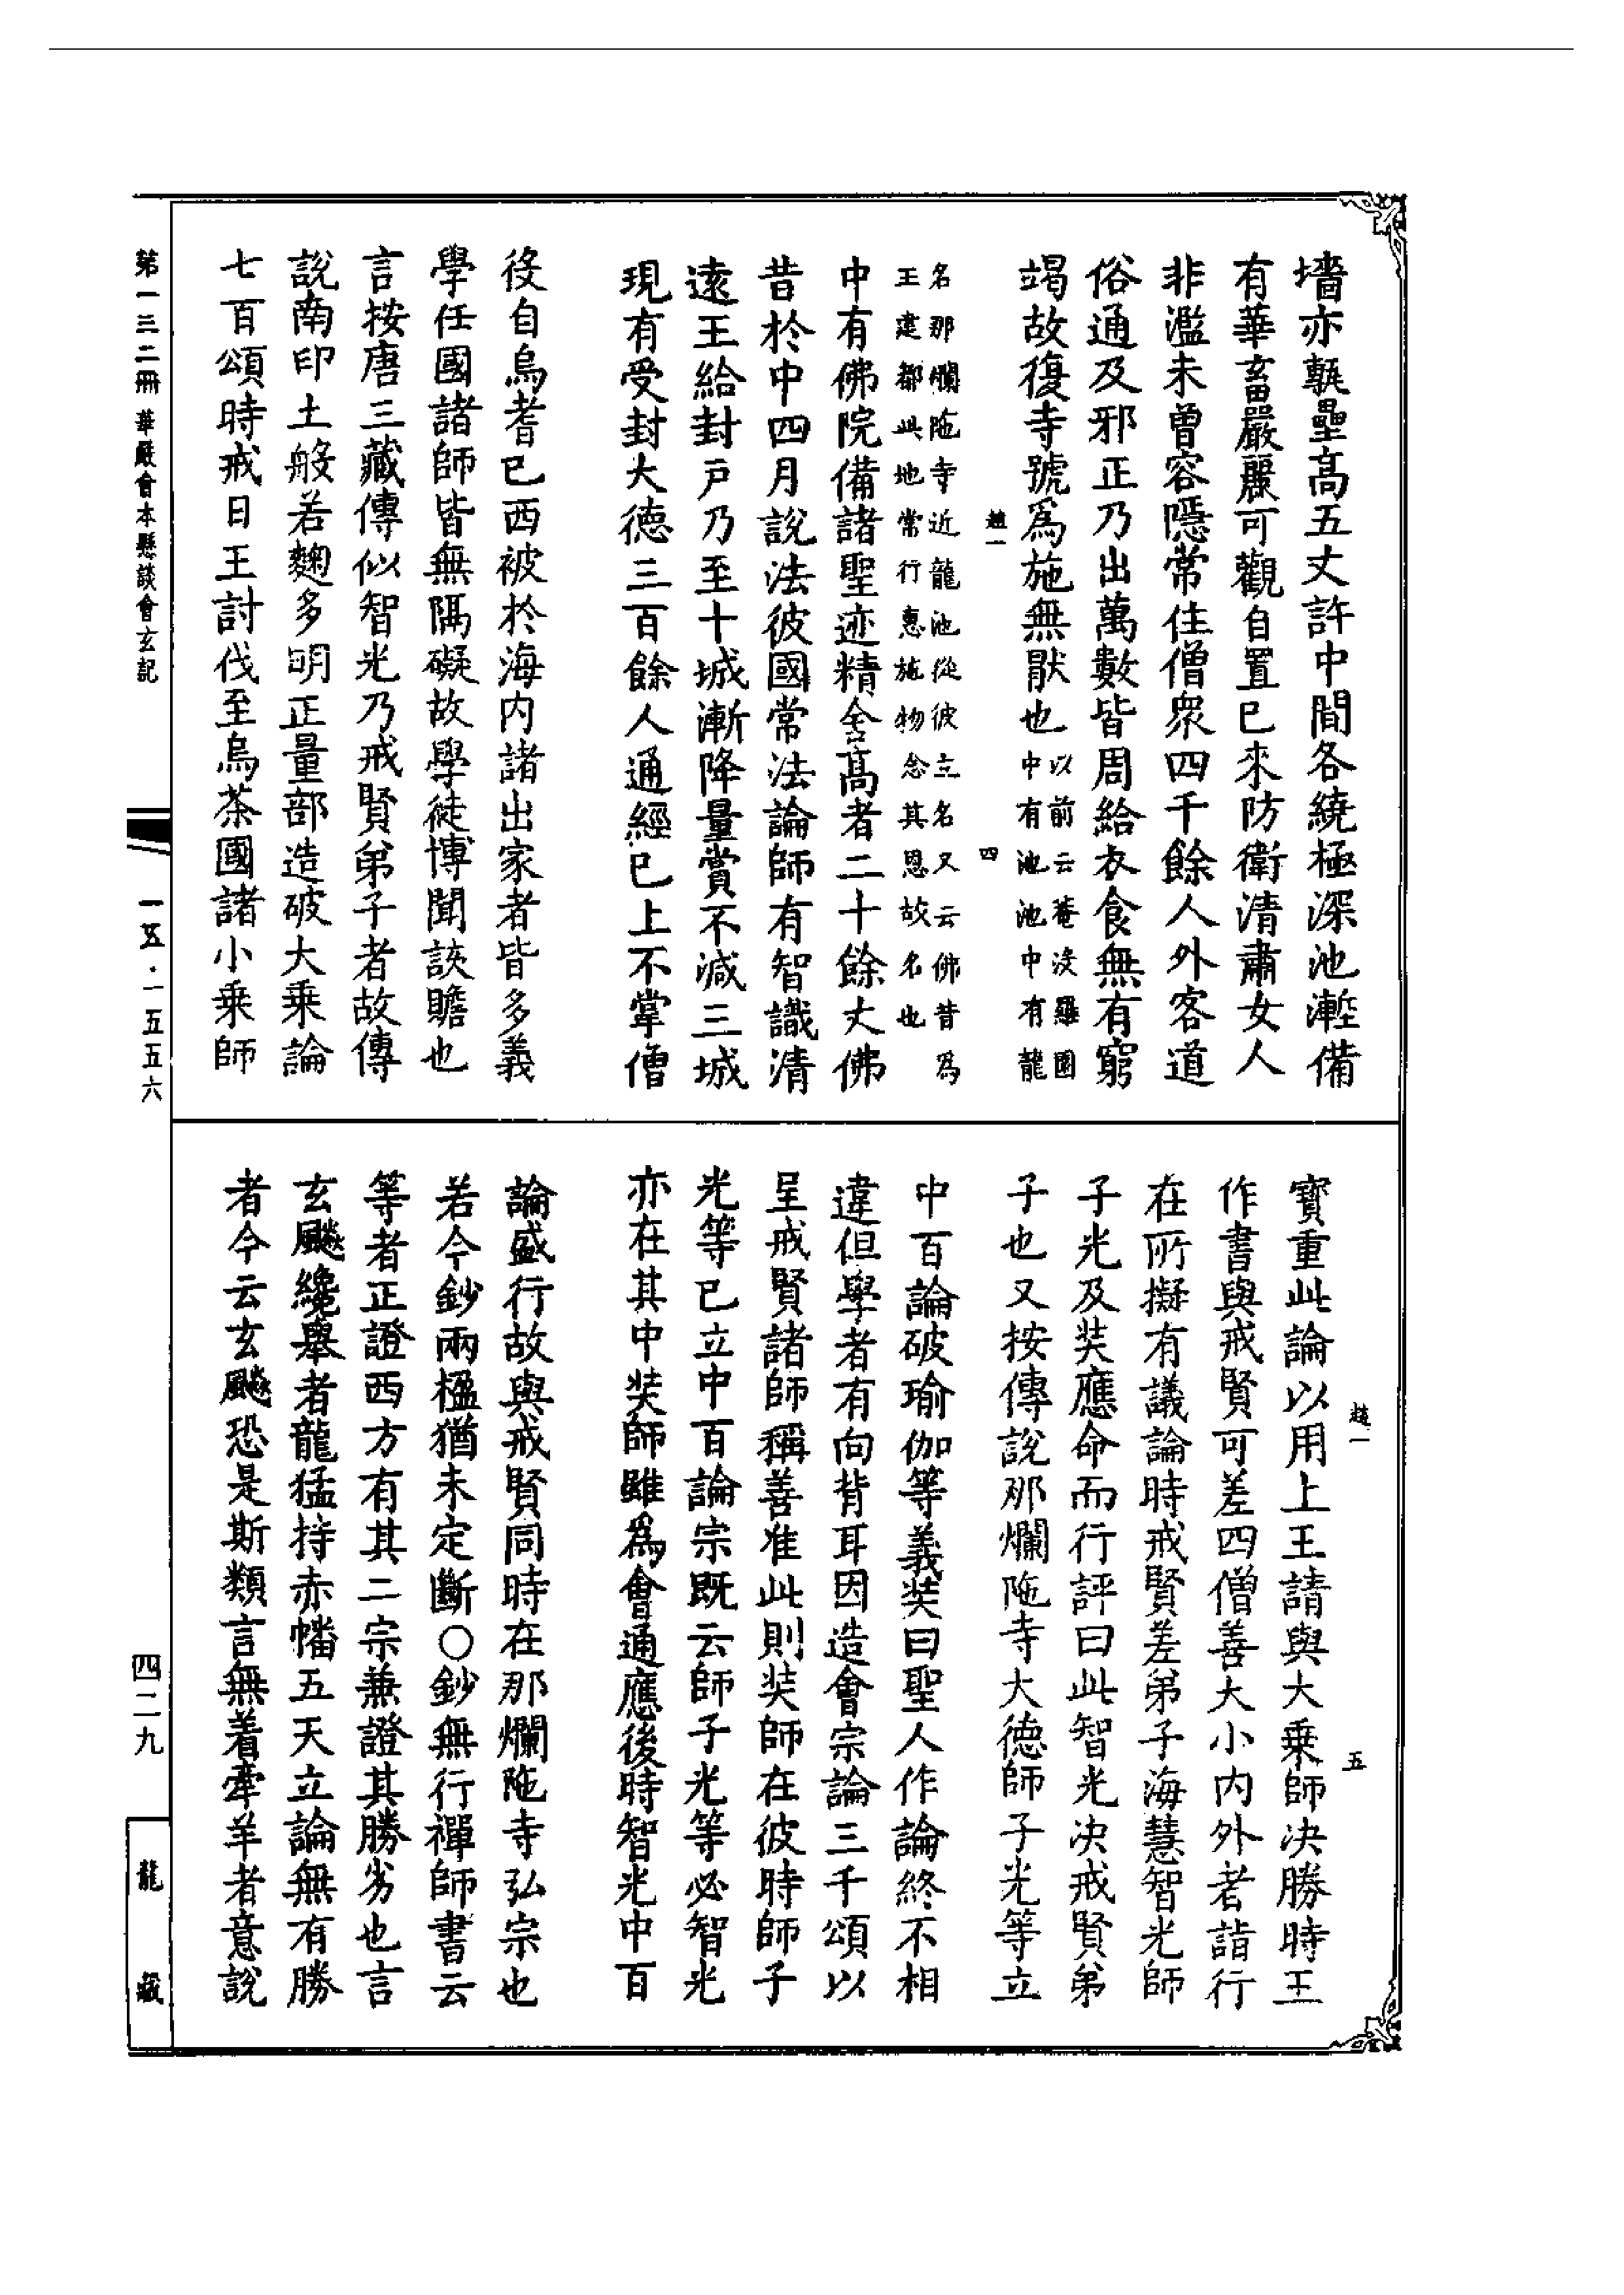 墻亦甎壘高五丈許中間各繞極深池壍備
有華畜嚴麗可觀自置巳來防衛清肅女人
非濫未曾容隱常住僧眾四千餘人外客道
俗通及邪正乃出萬數皆周給衣食無有窮
竭故復寺號為施無猒也以前云菴沒羅園
中有池池中有龍
趙一 四
名那爛陁寺近龍池從彼立名又云佛昔為
王建都此地常行惠施物念其恩故名也
中有佛院備諸聖迹精舍髙者二十餘丈佛
昔於中四月說法彼國常法論師有智識清
遠王給封戶乃至十城漸降量賞不減三城
現有受封大德三百餘人通經巳上不掌僧
役自烏耆已西被於海內諸出家者皆多義
學任國諸師皆無隅礙故學徒博聞該贍也
言按唐三藏傳似智光乃戒賢弟子者故傳
說南印土般若毱多明正量部造破大乘論
七百頌時戒日王討伐至烏荼國諸小乘師
趙一 五
寶重此論以用上王請與大乘師決勝時王
作書與戒賢可差四僧善大小內外者詣行
在所擬有議論時戒賢差弟子海慧智光師
子光及奘應命而行評曰此智光決戒賢弟
子也又按傳說那爛陁寺大德師子光等立
中百論破瑜伽等義奘曰聖人作論終不相
違但學者有向背耳因造會宗論三千頌以
呈戒賢諸師稱善准此則奘師在彼時師子
光等已立中百論宗既云師子光等必智光
亦在其中奘師雖為會通應後時智光中百
論盛行故與戒賢同時在那爛陁寺弘宗也
若今鈔兩楹猶未定斷○鈔無行禪師書云
等者正證西方有其二宗兼證其勝劣也言
玄飈纔舉者龍猛持赤幡五天立論無有勝
者今云玄飈恐是斯類言無着牽羊者意說
第一三二冊 華嚴會本懸談會玄記
一五·一五五六
四二九
龍藏